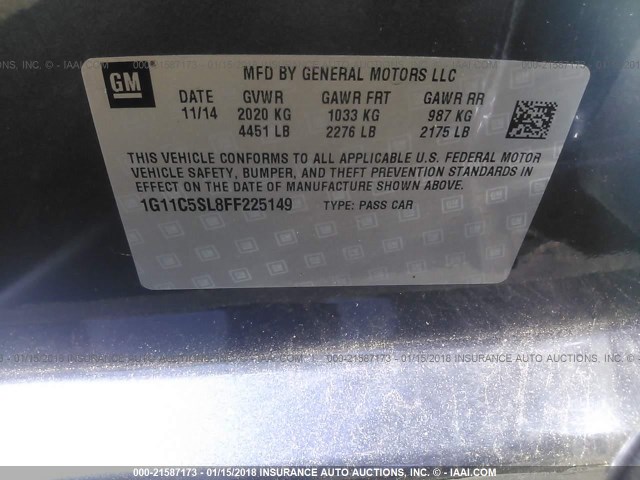 GM
MFD BY GENERAL MOTORS LLC
DATE GVWR GAWR FRT GAWR RR
11/14 2020 KG 1033 KG 987 KG
4451 LB 2276 LB 2175 LB
THIS VEHICLE CONFORMS TO ALL APPLICABLE U.S. FEDERAL MOTOR
VEHICLE SAFETY, BUMPER, AND THEFT PREVENTION STANDARDS IN
EFFECT ON THE DATE OF MANUFACTURE SHOWN ABOVE.
1G11C5SL8FF225149 TYPE: PASS CAR
000-21587173 - 01/15/2018 INSURANCE AUTO AUCTIONS, INC. - © - IAAI.COM